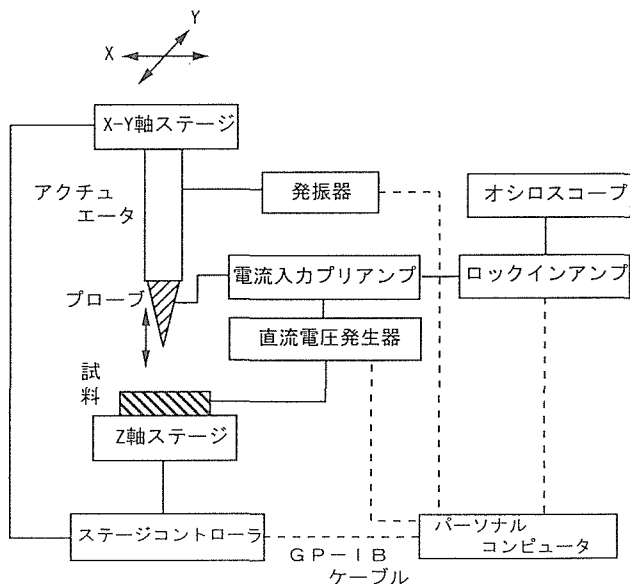 Y
X
X-Y軸ステージ
アクチュ
エータ
発振器
オシロスコープ
電流入力プリアンプ
ロックインアンプ
プローブ
直流電圧発生器
試
料
Z軸ステージ
ステージコントローラ
パーソナル
コンピュータ
GP-IB
ケーブル